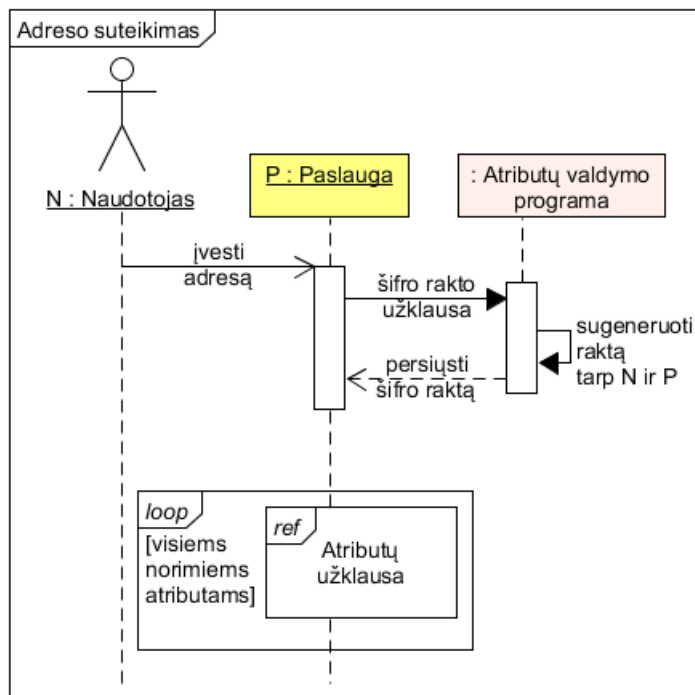 Adreso suteikimas
N : Naudotojas
P : Paslauga
: Atributų valdymo
programa
įvesti
adresą
šifro rakto
užklausa
sugeneruoti
raktą
tarp N ir P
persiųsti
šifro raktą
loop
[visiems
norimiems
atributams]
ref
Atributų
užklausa